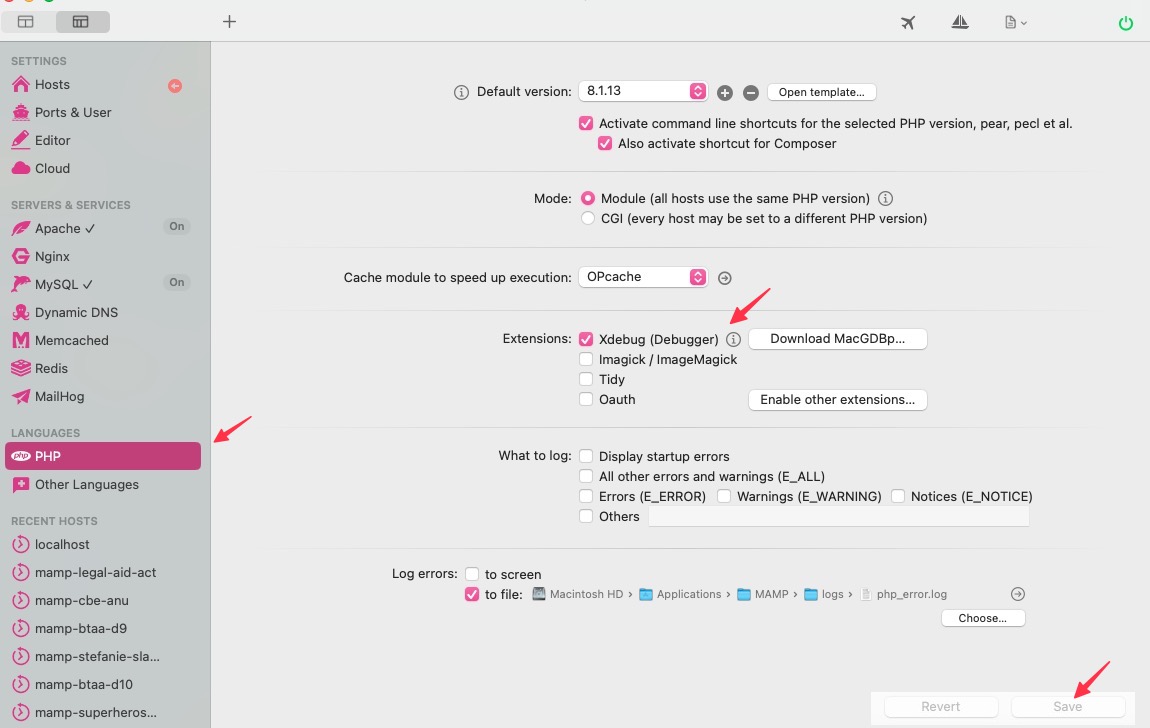 SETTINGS
Hosts
Ports & User
Editor
Cloud
SERVERS & SERVICES
Apache ✓ On
Nginx
MySQL ✓ On
Dynamic DNS
Memcached
Redis
MailHog
LANGUAGES
php PHP
Other Languages
RECENT HOSTS
localhost
mamp-legal-aid-act
mamp-cbe-anu
mamp-btaa-d9
mamp-stefanie-sla...
mamp-btaa-d10
mamp-superheros...
Default version: 8.1.13 Open template...
Activate command line shortcuts for the selected PHP version, pear, pecl et al.
Also activate shortcut for Composer
Mode: Module (all hosts use the same PHP version)
CGI (every host may be set to a different PHP version)
Cache module to speed up execution: OPcache
Extensions: Xdebug (Debugger) Download MacGDBp...
Imagick / ImageMagick
Tidy
Oauth Enable other extensions...
What to log: Display startup errors
All other errors and warnings (E_ALL)
Errors (E_ERROR) Warnings (E_WARNING) Notices (E_NOTICE)
Others
Log errors: to screen
to file: Macintosh HD › Applications › MAMP › logs › php_error.log
Choose...
Revert Save